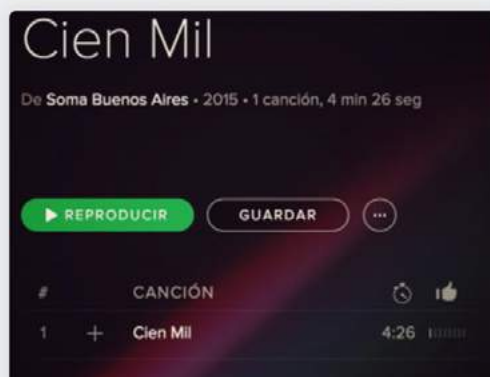 Cien Mil
De Soma Buenos Aires • 2015 • 1 canción, 4 min 26 seg
REPRODUCIR GUARDAR
# CANCIÓN
1 + Cien Mil 4:26